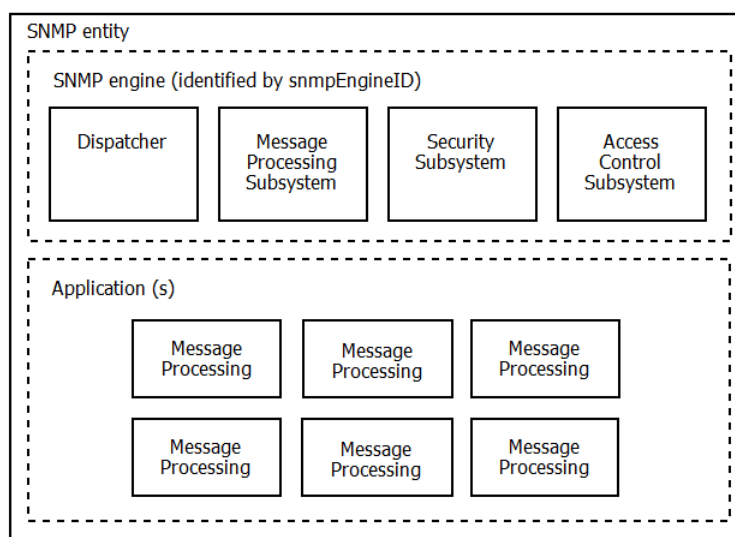 SNMP entity
SNMP engine (identified by snmpEngineID)
Dispatcher
Message
Processing
Subsystem
Security
Subsystem
Access
Control
Subsystem
Application (s)
Message
Processing
Message
Processing
Message
Processing
Message
Processing
Message
Processing
Message
Processing